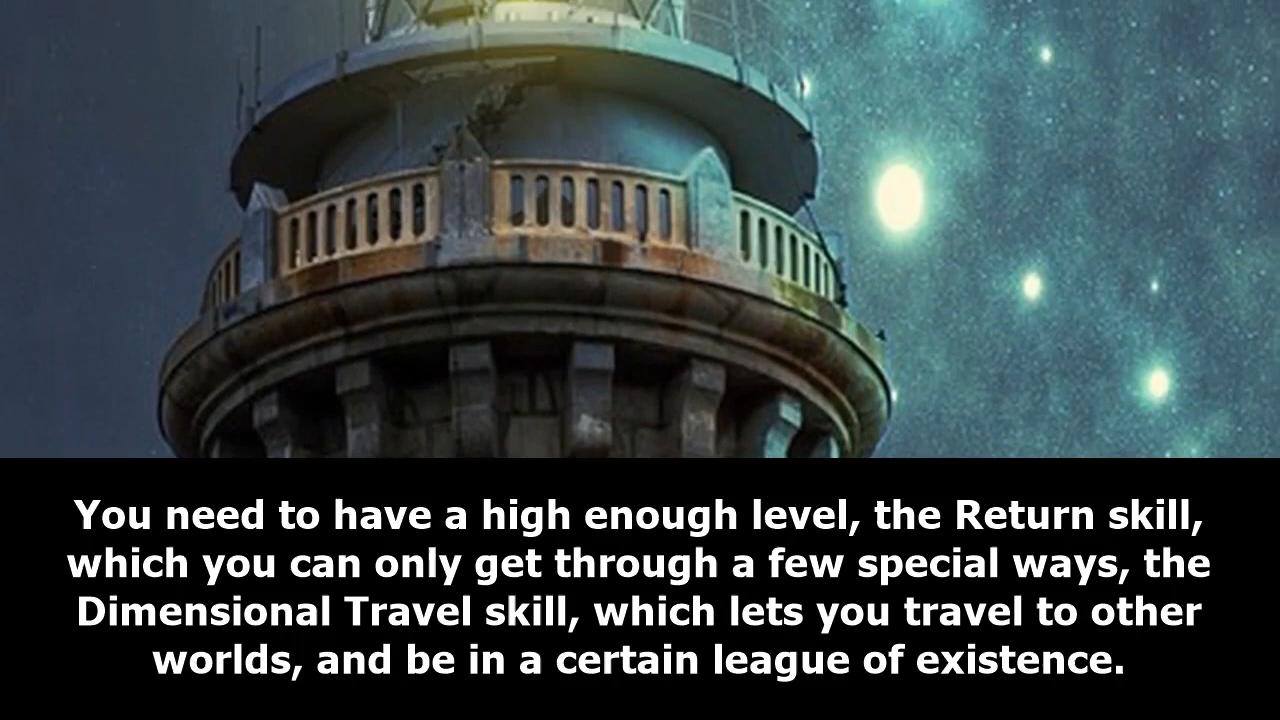 You need to have a high enough level, the Return skill,
which you can only get through a few special ways, the
Dimensional Travel skill, which lets you travel to other
worlds, and be in a certain league of existence.